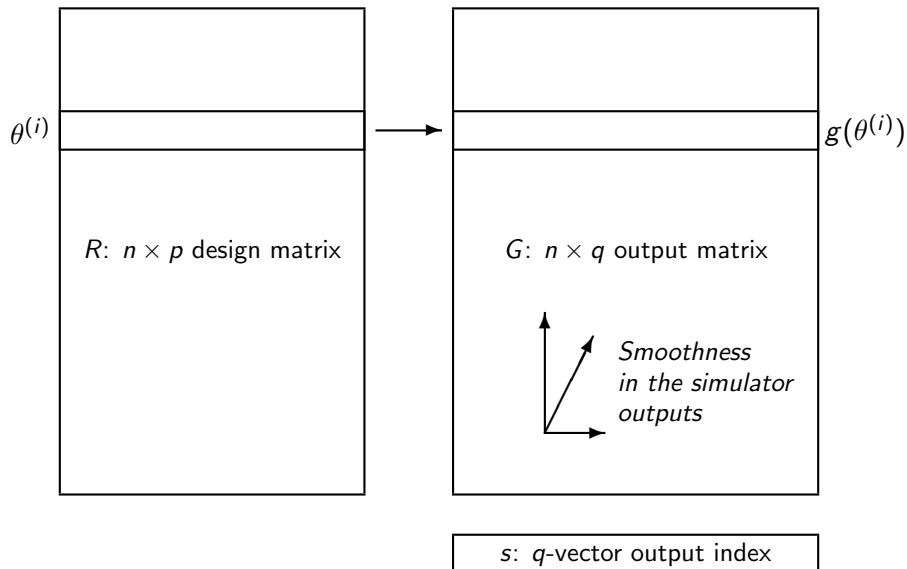 θ^(i)
g(θ^(i))
R: n × p design matrix
G: n × q output matrix
Smoothness
in the simulator
outputs
s: q-vector output index